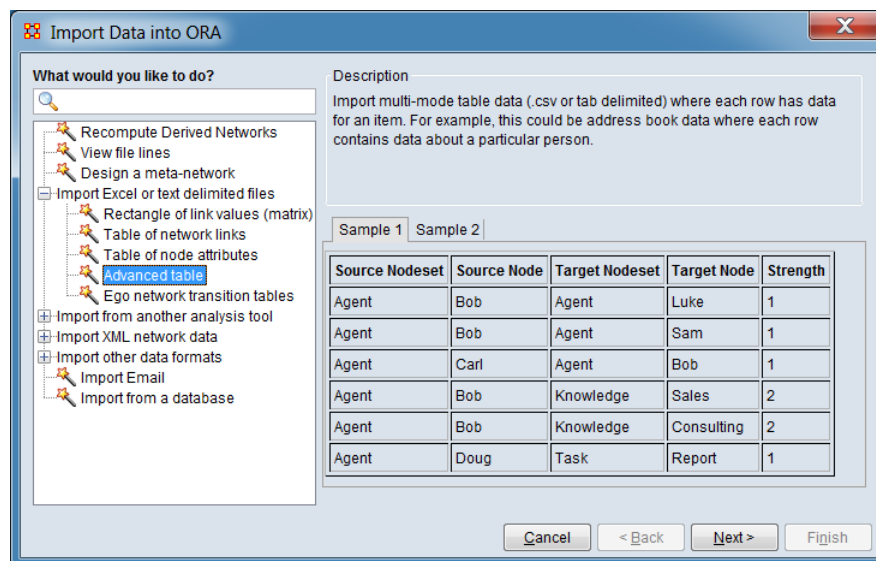 Import Data into ORA
X
What would you like to do?
Recompute Derived Networks
View file lines
Design a meta-network
Import Excel or text delimited files
Rectangle of link values (matrix)
Table of network links
Table of node attributes
Advanced table
Ego network transition tables
Import from another analysis tool
Import XML network data
Import other data formats
Import Email
Import from a database
Description
Import multi-mode table data (.csv or tab delimited) where each row has data
for an item. For example, this could be address book data where each row
contains data about a particular person.
Sample 1 Sample 2
Source Nodeset Source Node Target Nodeset Target Node Strength
Agent Bob Agent Luke 1
Agent Bob Agent Sam 1
Agent Carl Agent Bob 1
Agent Bob Knowledge Sales 2
Agent Bob Knowledge Consulting 2
Agent Doug Task Report 1
Cancel < Back Next > Finish